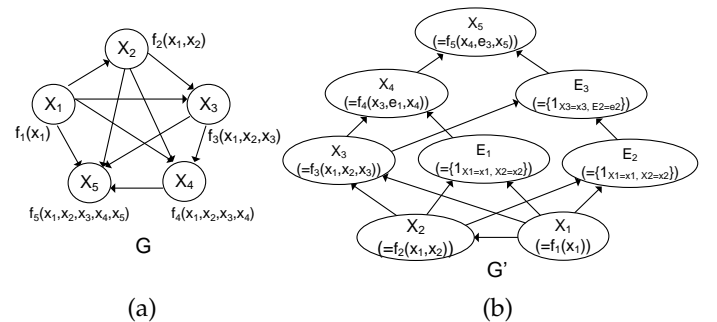 X₂
f₂(x₁,x₂)
X₁
f₁(x₁)
X₃
f₃(x₁,x₂,x₃)
X₅
f₅(x₁,x₂,x₃,x₄,x₅)
X₄
f₄(x₁,x₂,x₃,x₄)
G
(a)
X₅
(=f₅(x₄,e₃,x₅))
X₄
(=f₄(x₃,e₁,x₄))
E₃
(={1X3=x3, E2=e2})
X₃
(=f₃(x₁,x₂,x₃))
E₁
(={1X1=x1, X2=x2})
E₂
(={1X1=x1, X2=x2})
X₂
(=f₂(x₁,x₂))
X₁
(=f₁(x₁))
G'
(b)